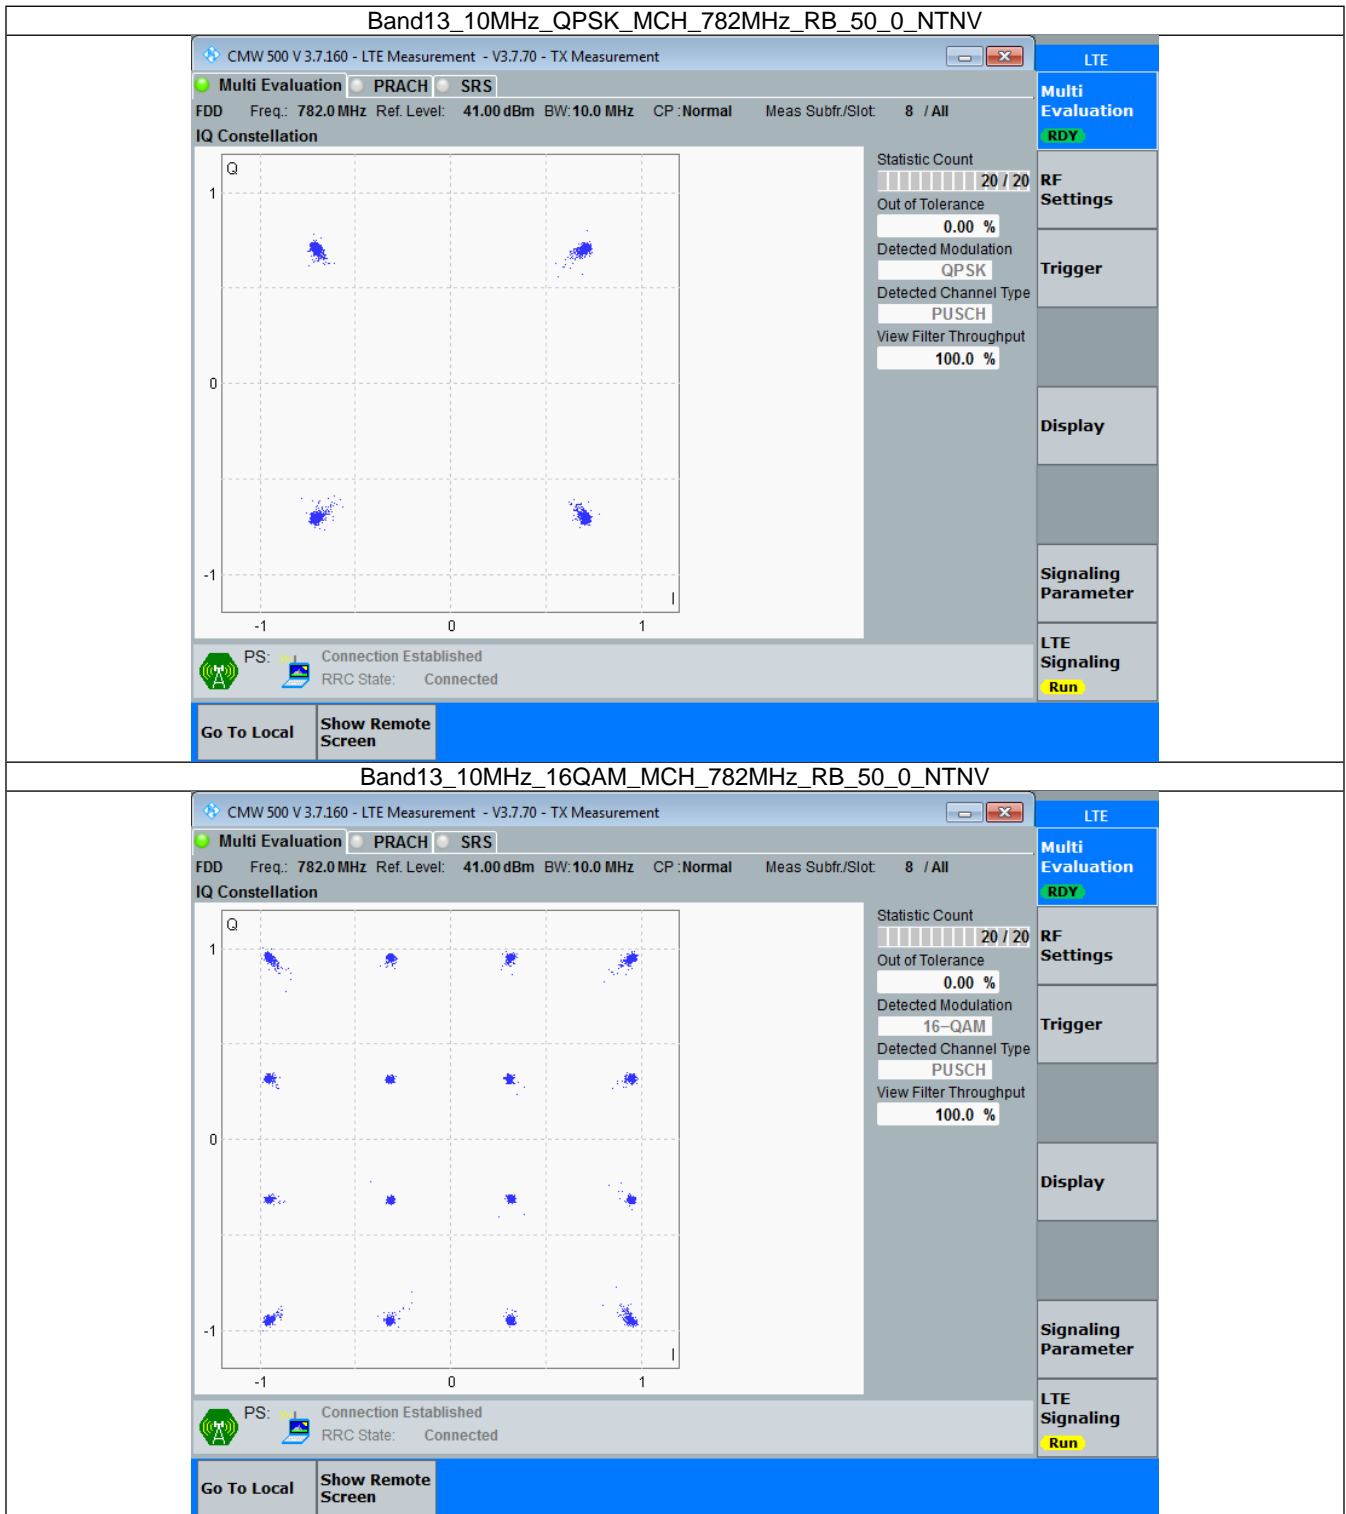 Band13_10MHz_QPSK_MCH_782MHz_RB_50_0_NTNV
CMW 500 V 3.7.160 - LTE Measurement - V3.7.70 - TX Measurement
LTE
Multi Evaluation PRACH SRS
Multi Evaluation
RDY
FDD Freq.: 782.0 MHz Ref. Level: 41.00 dBm BW: 10.0 MHz CP : Normal Meas Subfr./Slot: 8 / All
IQ Constellation
Q
1
0
-1
-1 0 1
I
Statistic Count
20 / 20
Out of Tolerance
0.00 %
Detected Modulation
QPSK
Detected Channel Type
PUSCH
View Filter Throughput
100.0 %
RF Settings
Trigger
Display
Signaling Parameter
LTE Signaling
Run
PS: Connection Established
RRC State: Connected
Go To Local
Show Remote Screen
Band13_10MHz_16QAM_MCH_782MHz_RB_50_0_NTNV
CMW 500 V 3.7.160 - LTE Measurement - V3.7.70 - TX Measurement
LTE
Multi Evaluation PRACH SRS
Multi Evaluation
RDY
FDD Freq.: 782.0 MHz Ref. Level: 41.00 dBm BW: 10.0 MHz CP : Normal Meas Subfr./Slot: 8 / All
IQ Constellation
Q
1
0
-1
-1 0 1
I
Statistic Count
20 / 20
Out of Tolerance
0.00 %
Detected Modulation
16-QAM
Detected Channel Type
PUSCH
View Filter Throughput
100.0 %
RF Settings
Trigger
Display
Signaling Parameter
LTE Signaling
Run
PS: Connection Established
RRC State: Connected
Go To Local
Show Remote Screen